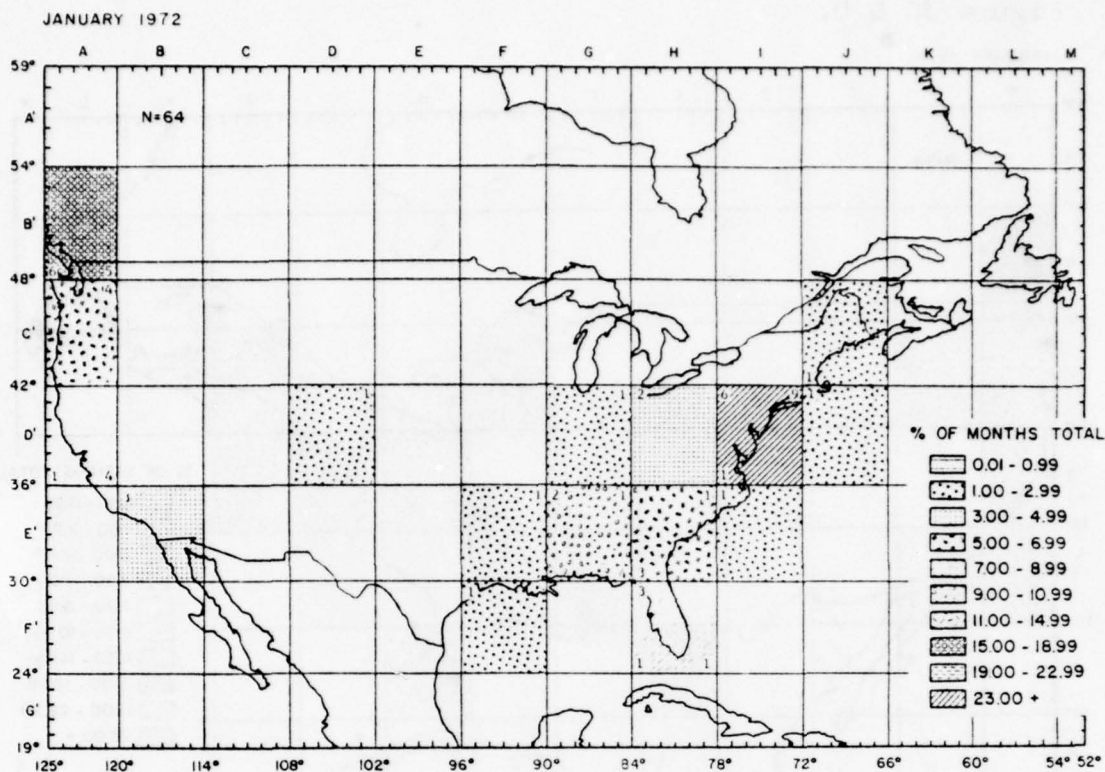 JANUARY 1972
A B C D E F G H I J K L M
59°
N=64
A'
54°
B'
48°
42°
D'
36°
E'
30°
F'
24°
G'
19°
125° 120° 114° 108° 102° 96° 90° 84° 78° 72° 66° 60° 54° 52°
% OF MONTHS TOTAL
0.01 - 0.99
1.00 - 2.99
3.00 - 4.99
5.00 - 6.99
7.00 - 8.99
9.00 - 10.99
11.00 - 14.99
15.00 - 18.99
19.00 - 22.99
23.00 +